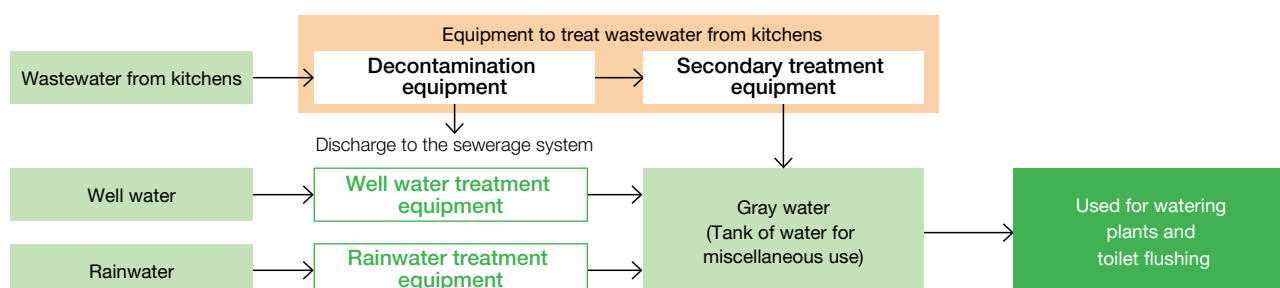 Equipment to treat wastewater from kitchens
Wastewater from kitchens
Decontamination
equipment
Secondary treatment
equipment
Discharge to the sewerage system
Well water
Well water treatment
equipment
Gray water
(Tank of water for
miscellaneous use)
Used for watering
plants and
toilet flushing
Rainwater
Rainwater treatment
equipment